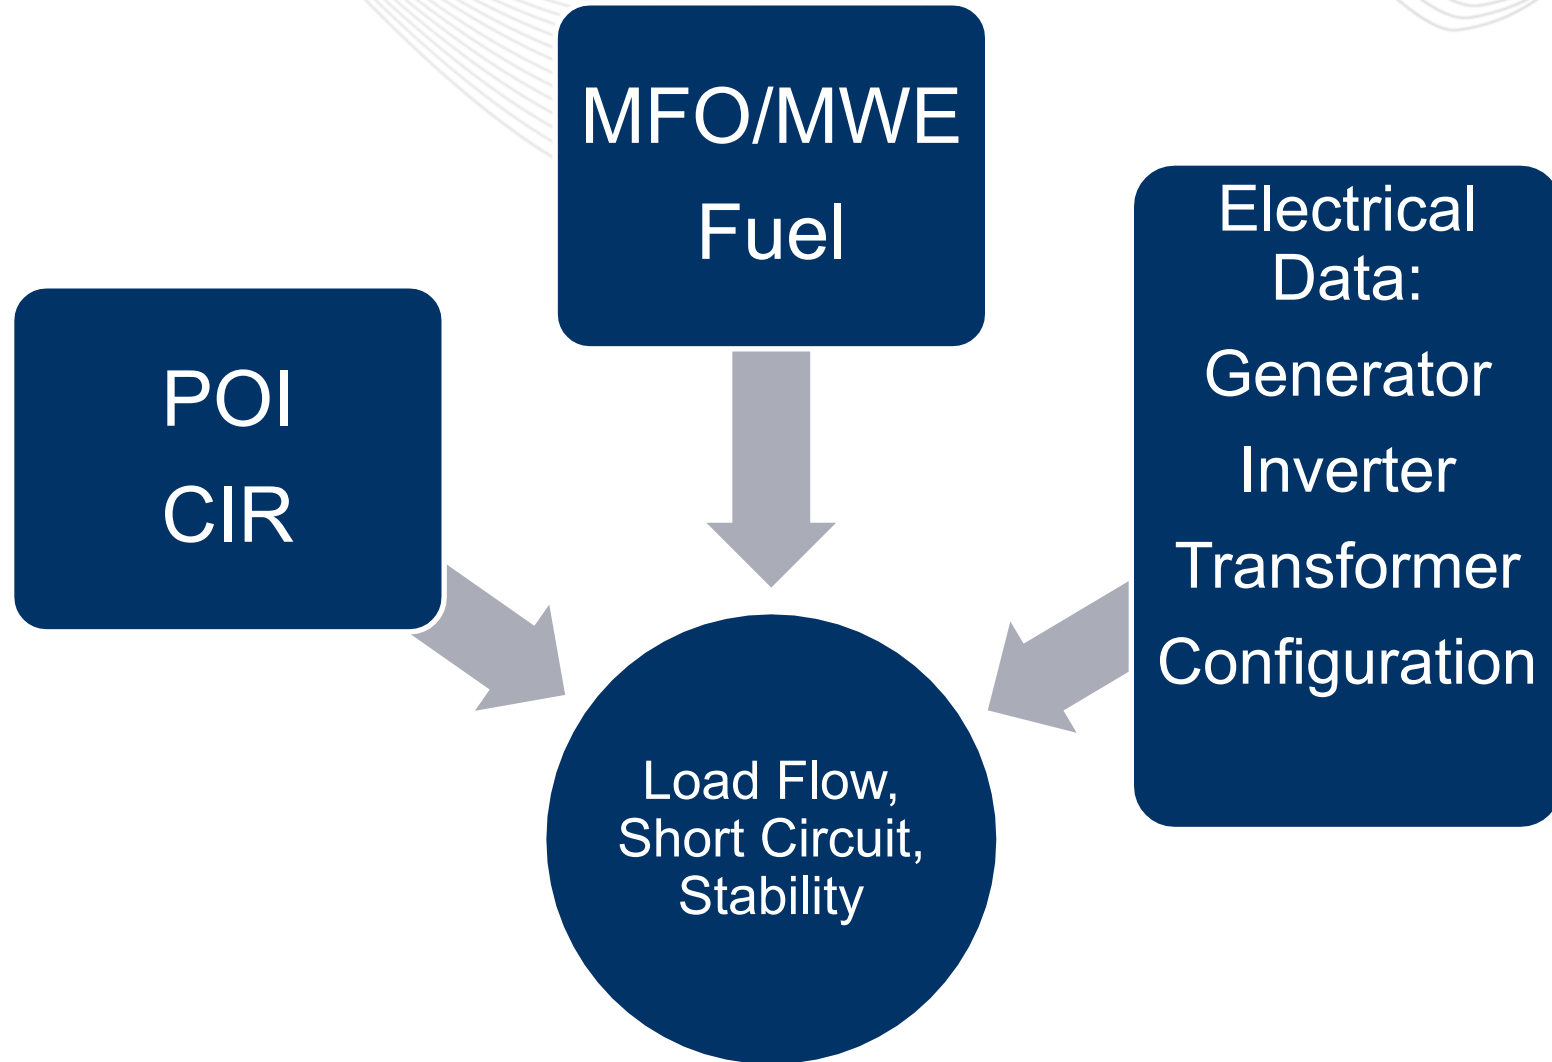 MFO/MWE
Fuel
POI
CIR
Electrical
Data:
Generator
Inverter
Transformer
Configuration
Load Flow,
Short Circuit,
Stability